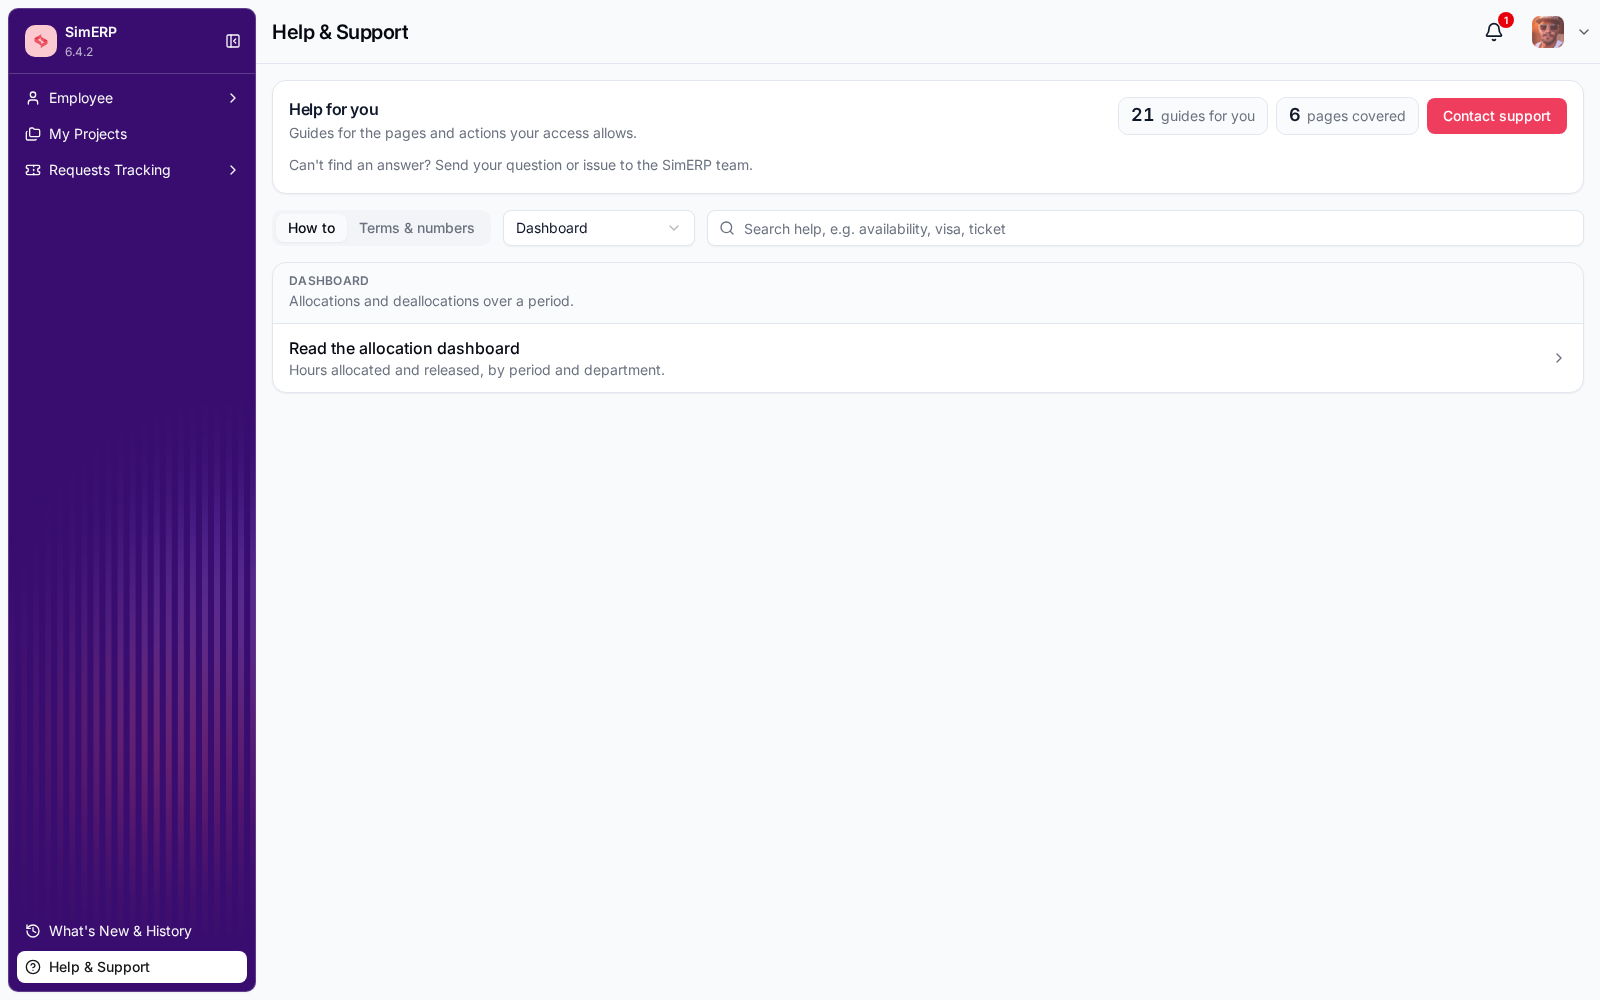 SimERP
6.4.2
Employee
My Projects
Requests Tracking
What's New & History
Help & Support
Help & Support
1
Help for you
Guides for the pages and actions your access allows.
Can't find an answer? Send your question or issue to the SimERP team.
21 guides for you
6 pages covered
Contact support
How to
Terms & numbers
Dashboard
Search help, e.g. availability, visa, ticket
DASHBOARD
Allocations and deallocations over a period.
Read the allocation dashboard
Hours allocated and released, by period and department.